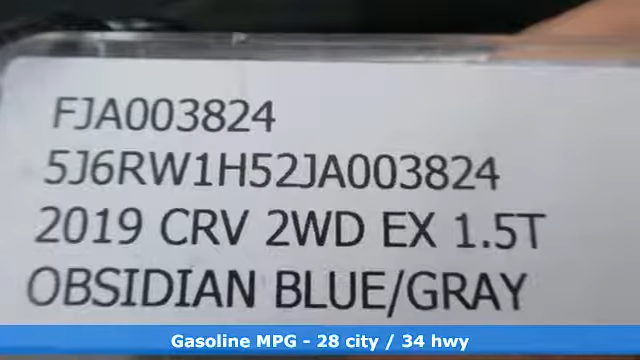 FJA003824
5J6RW1H52JA003824
2019 CRV 2WD EX 1.5T
OBSIDIAN BLUE/GRAY
Gasoline MPG - 28 city / 34 hwy